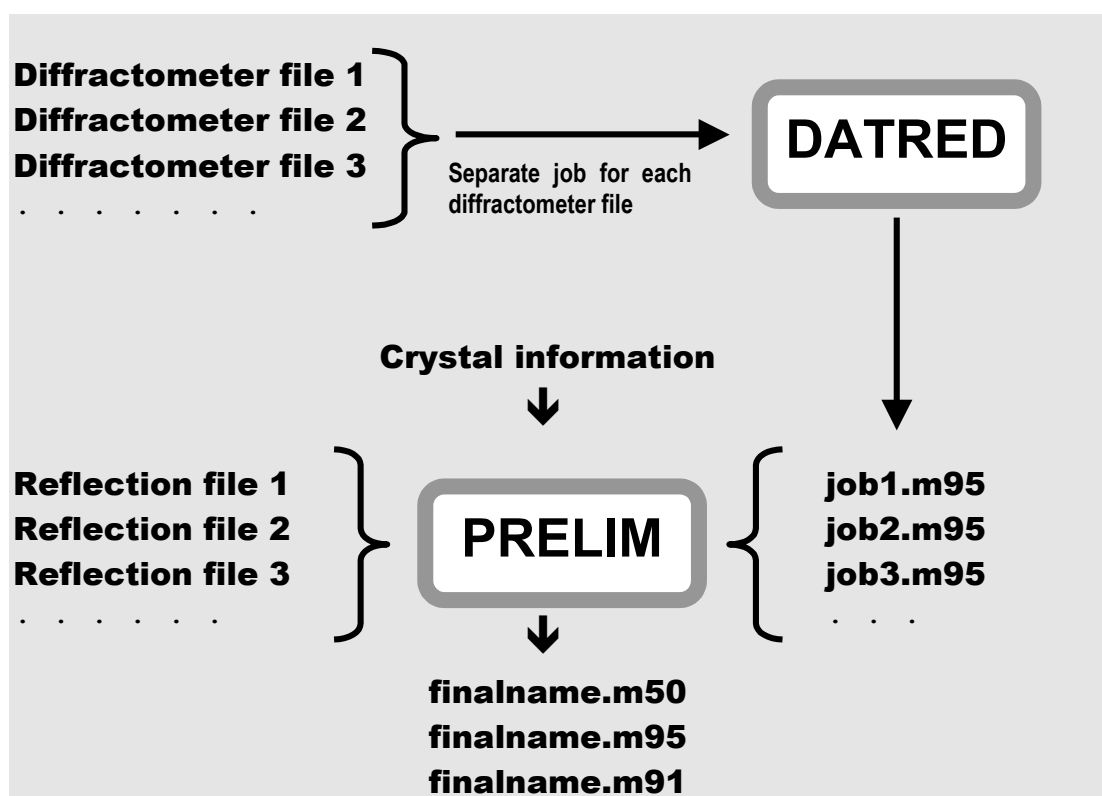 Diffractometer file 1
Diffractometer file 2
Diffractometer file 3
. . . . . . .
Separate job for each
diffractometer file
DATRED
Crystal information
Reflection file 1
Reflection file 2
Reflection file 3
. . . . . .
PRELIM
job1.m95
job2.m95
job3.m95
. . .
finalname.m50
finalname.m95
finalname.m91